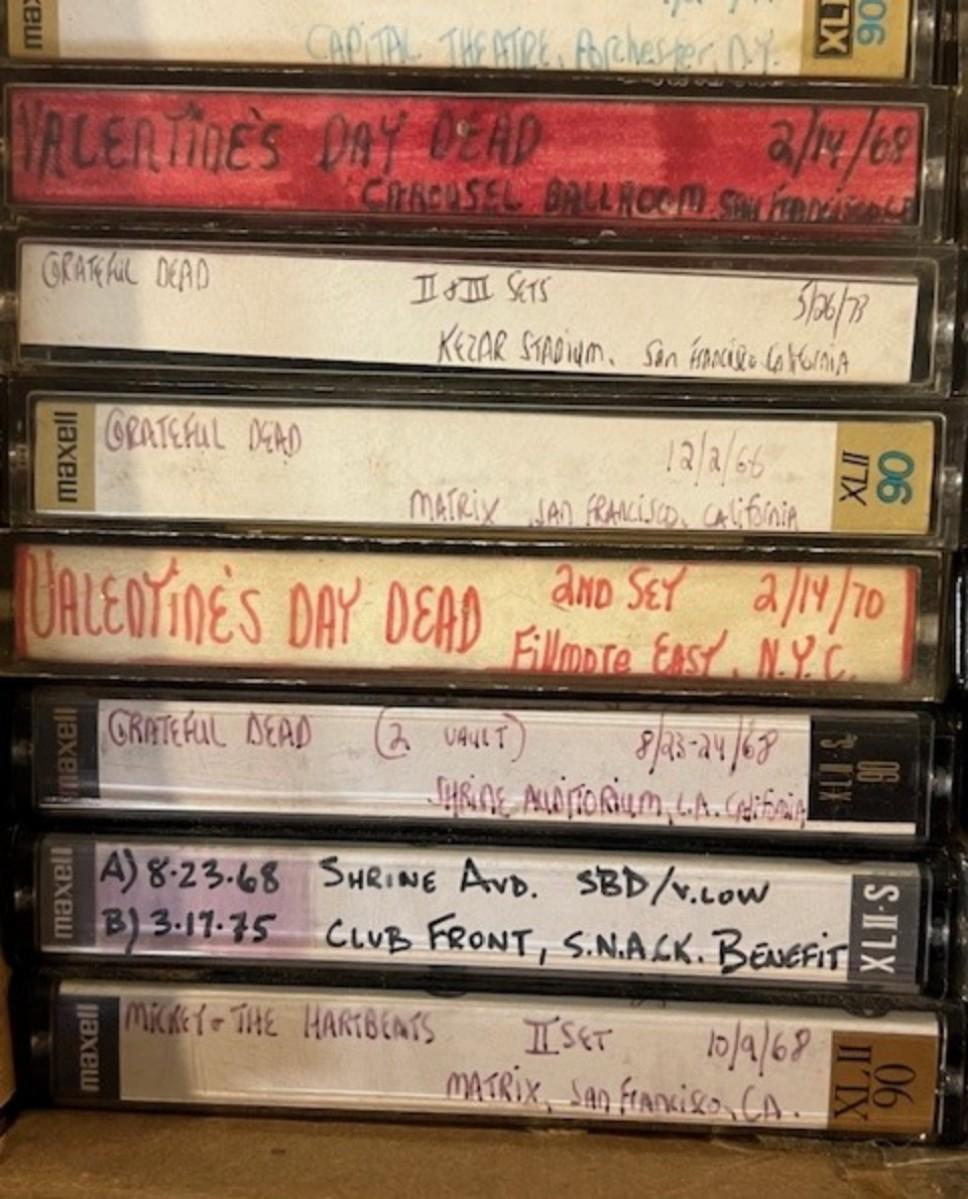 maxell
CAPITAL THEATRE, Porchester, N.Y.
XLI
90
VALENTINE'S DAY DEAD 2/14/68
CAROUSEL BALLROOM San Francisco
GRATEFUL DEAD II & III SETS 5/26/73
KEZAR STADIUM. San Francisco California
maxell
GRATEFUL DEAD 12/2/66
MATRIX SAN FRANCISCO, CALIFORNIA
XLII 90
VALENTINE'S DAY DEAD 2ND SET 2/14/70
Fillmore EAST, N.Y.C.
maxell
GRATEFUL DEAD (2 VAULT) 8/23-24/68
SHRINE AUDITORIUM, L.A. CALIFORNIA
XLII-S 90
maxell
A) 8·23·68 SHRINE AUD. SBD/V.LOW
B) 3·17·75 CLUB FRONT, S.N.A.C.K. BENEFIT
XLII-S
maxell
MICKEY & THE HARTBEATS II SET 10/9/68
MATRIX, San Francisco, CA.
XLII 90